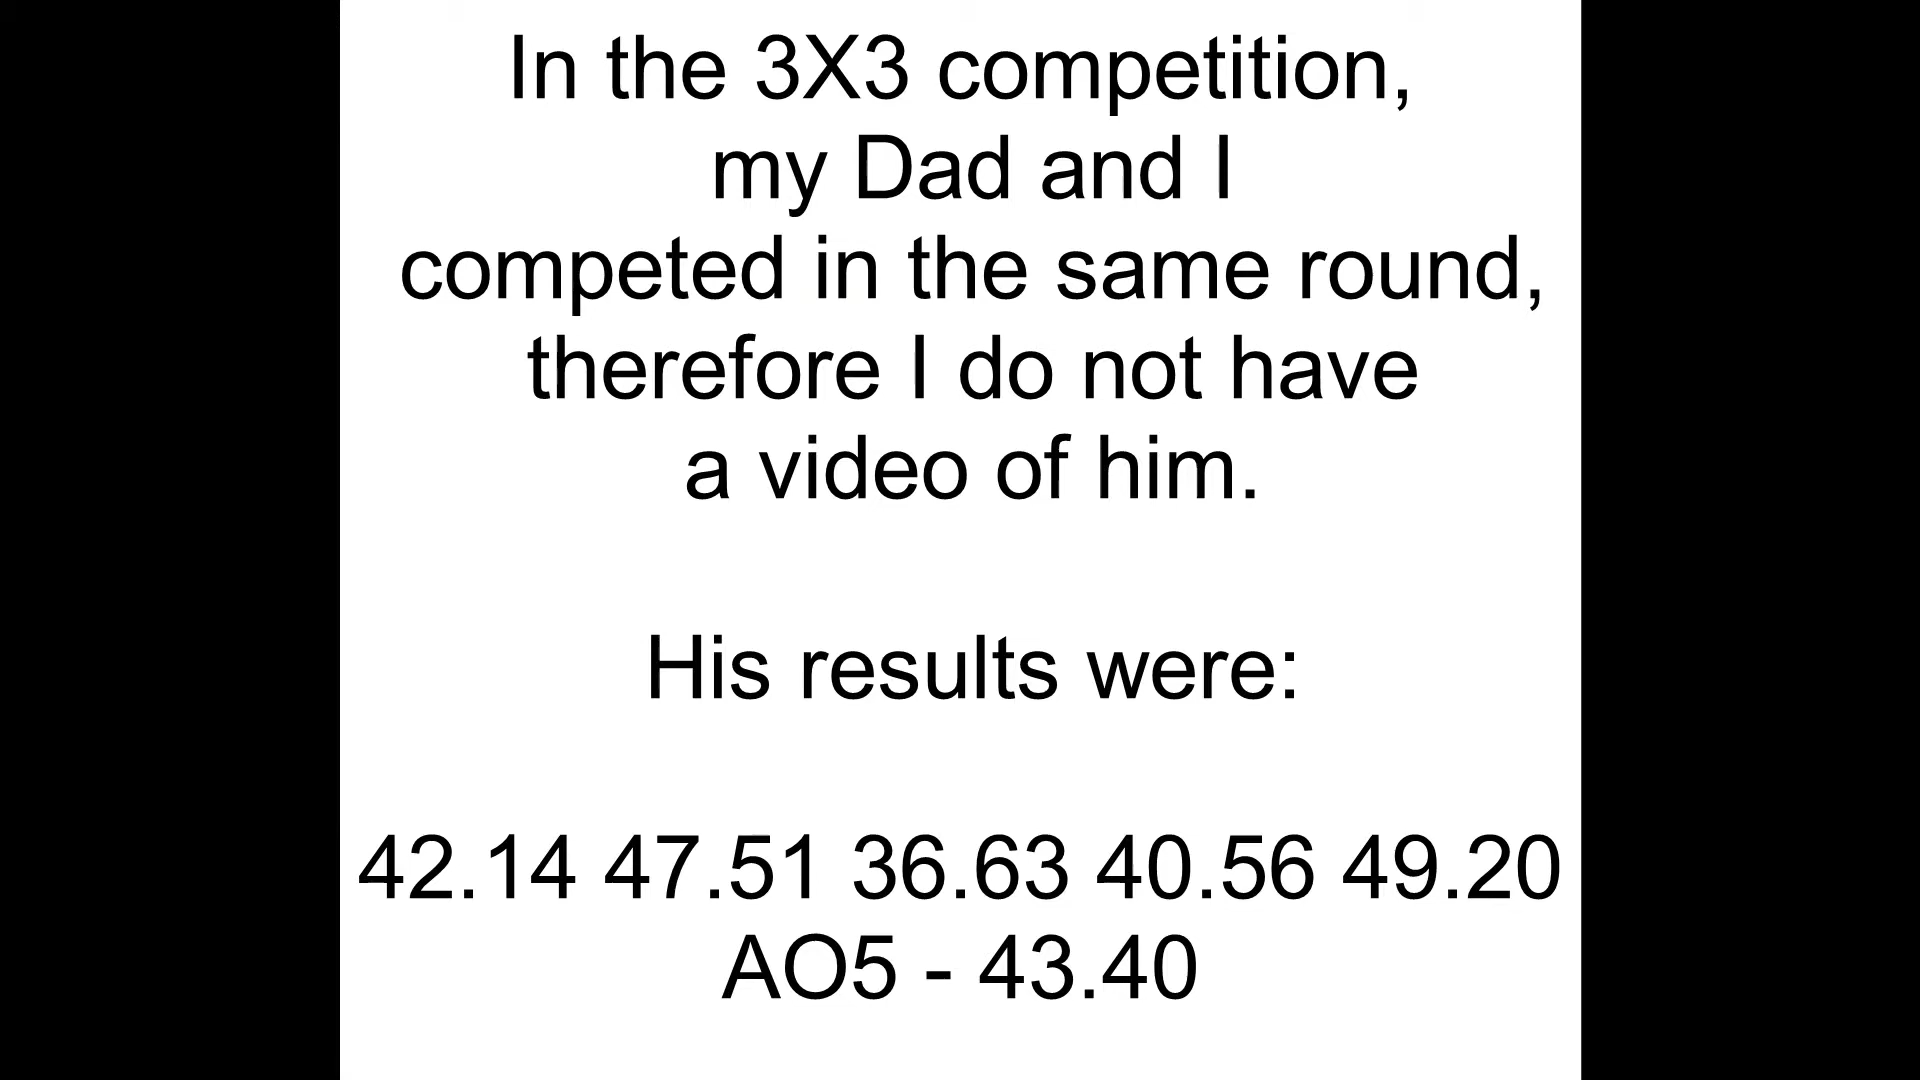 In the 3X3 competition,
my Dad and I
competed in the same round,
therefore I do not have
a video of him.
His results were:
42.14 47.51 36.63 40.56 49.20
AO5 - 43.40